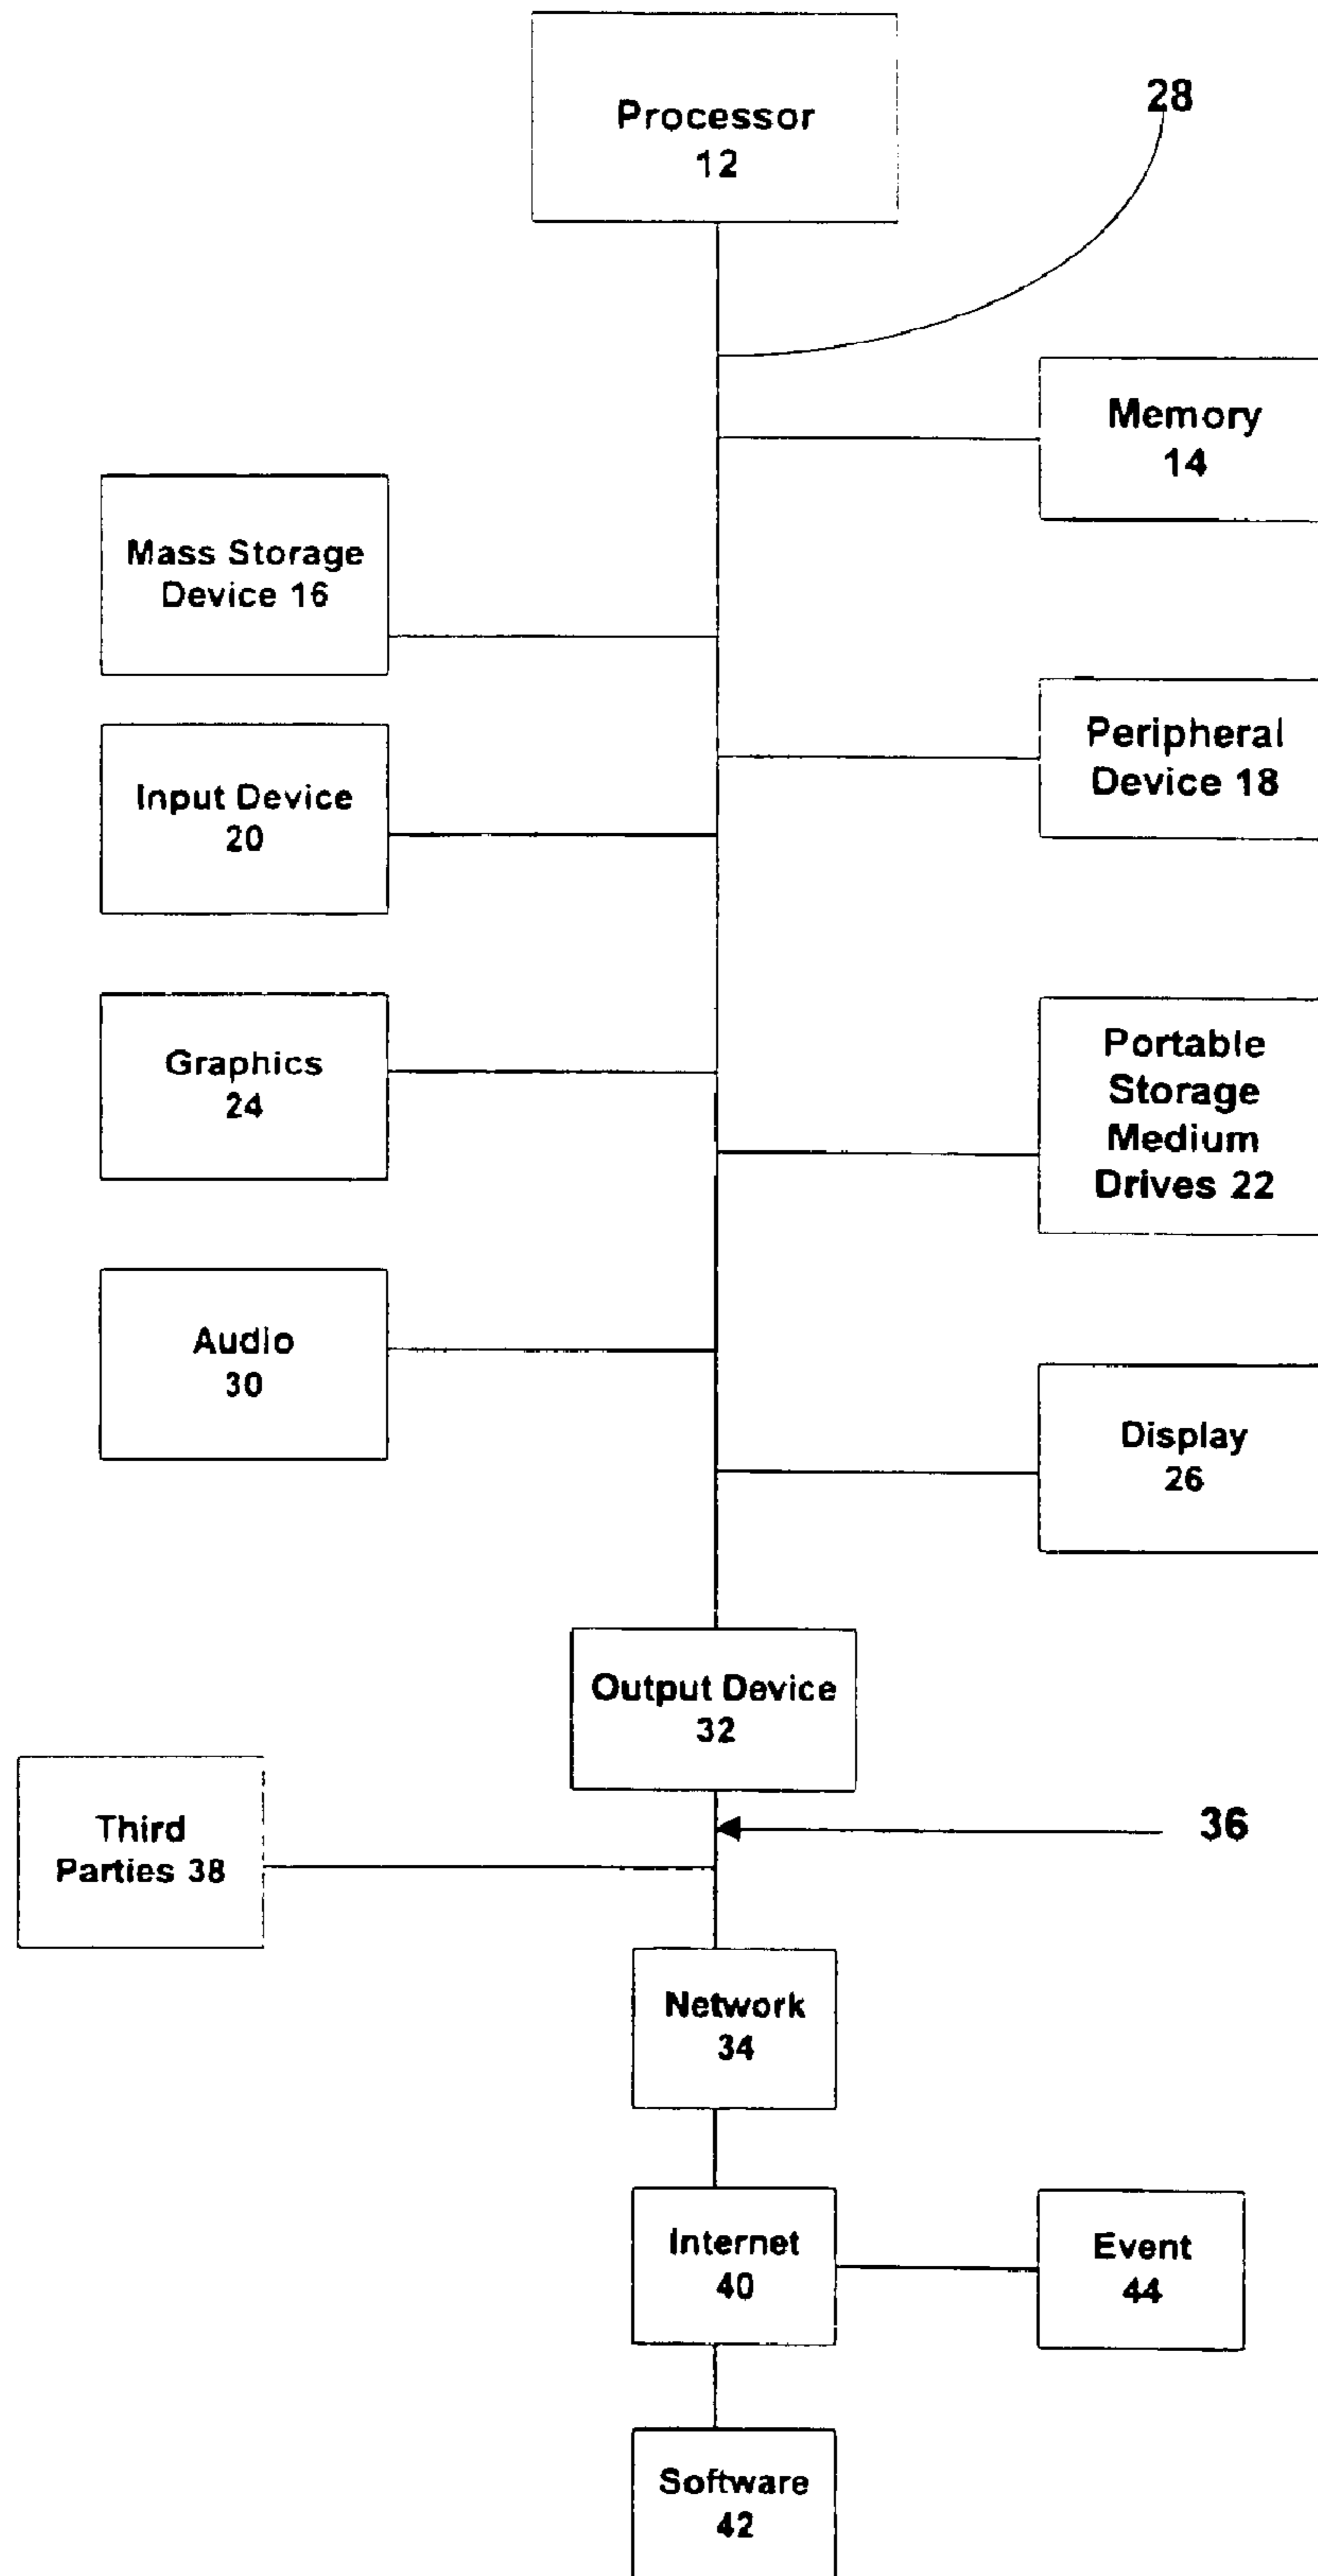 Processor
12
28
Memory
14
Mass Storage
Device 16
Peripheral
Device 18
Input Device
20
Portable
Storage
Medium
Drives 22
Graphics
24
Audio
30
Display
26
Output Device
32
36
Third
Parties 38
Network
34
Internet
40
Event
44
Software
42